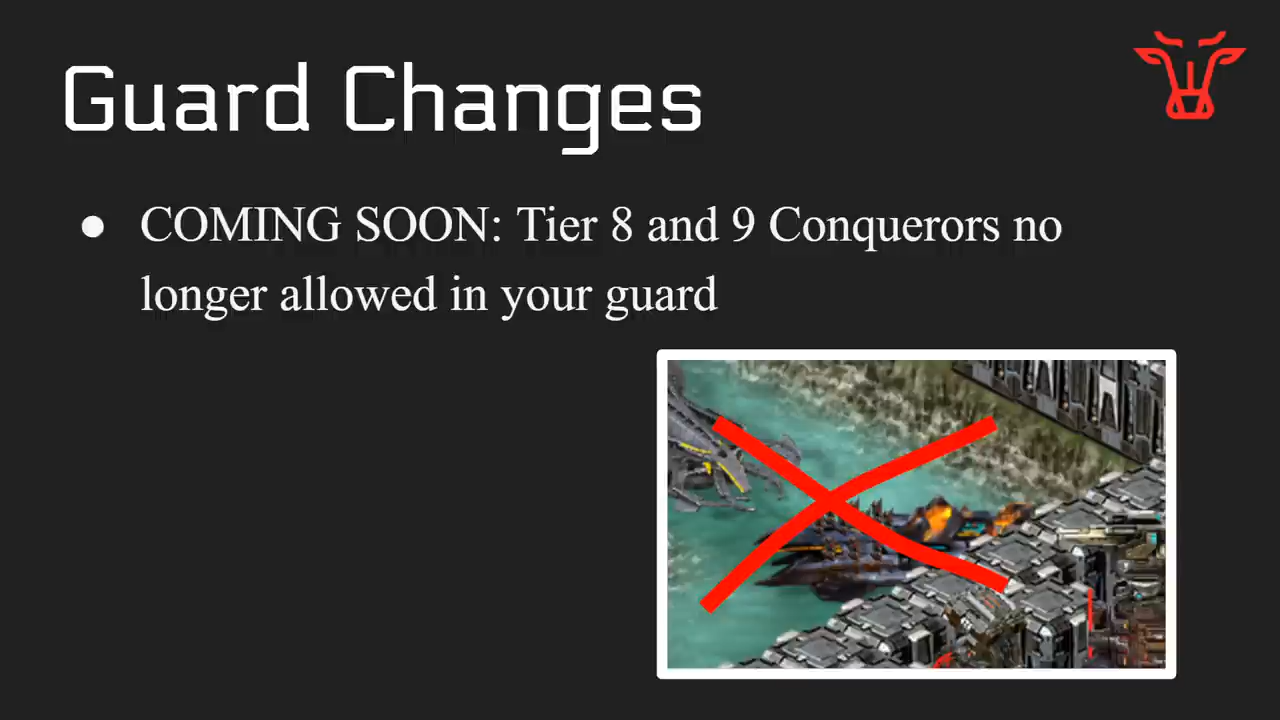 Guard Changes
● COMING SOON: Tier 8 and 9 Conquerors no
longer allowed in your guard